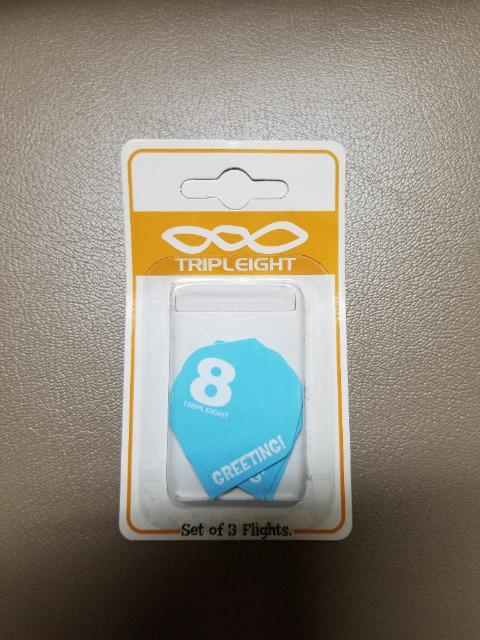 TRIPLEIGHT
8
TRIPLEIGHT
GREETING!
Set of 3 Flights.